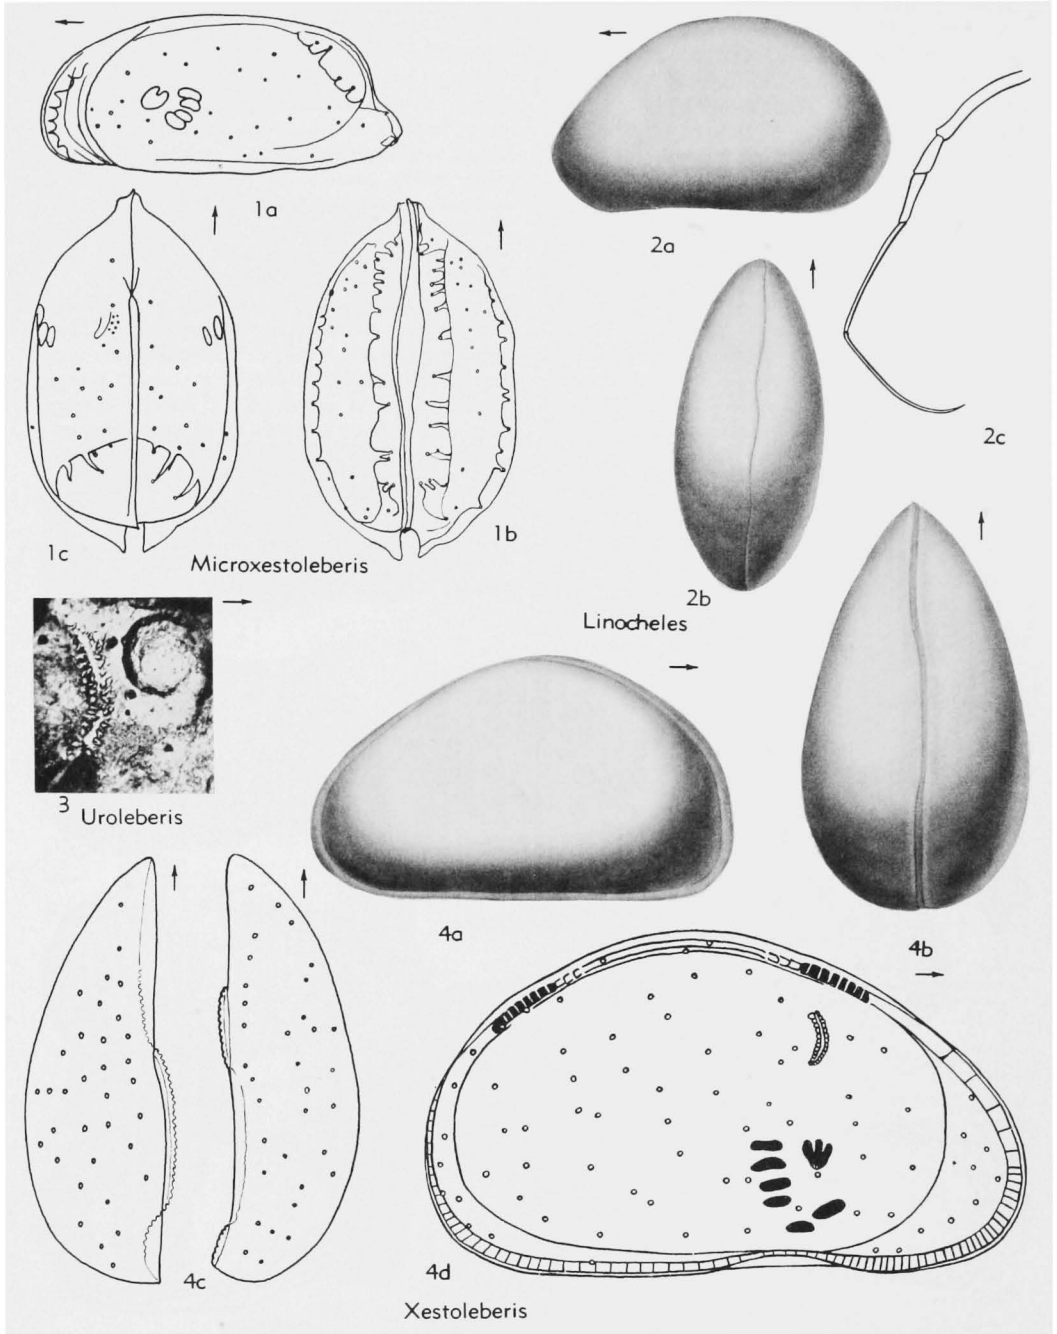 1a
2a
1c
1b
Microxestoleberis
2c
2b
Linocheles
3
Uroleberis
4a
4b
4c
4d
Xestoleberis